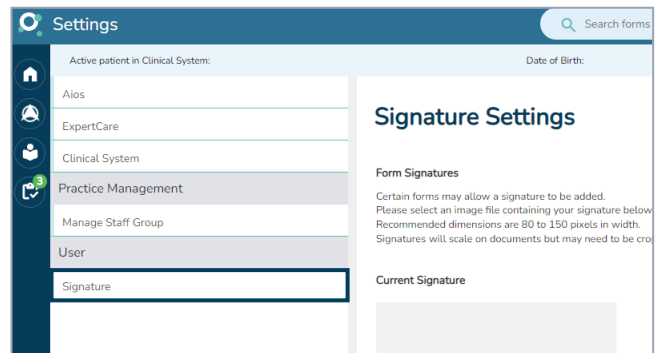 Settings
Search forms
Active patient in Clinical System:
Date of Birth:
Aios
ExpertCare
Clinical System
3
Practice Management
Manage Staff Group
User
Signature
Signature Settings
Form Signatures
Certain forms may allow a signature to be added.
Please select an image file containing your signature below
Recommended dimensions are 80 to 150 pixels in width.
Signatures will scale on documents but may need to be
Current Signature